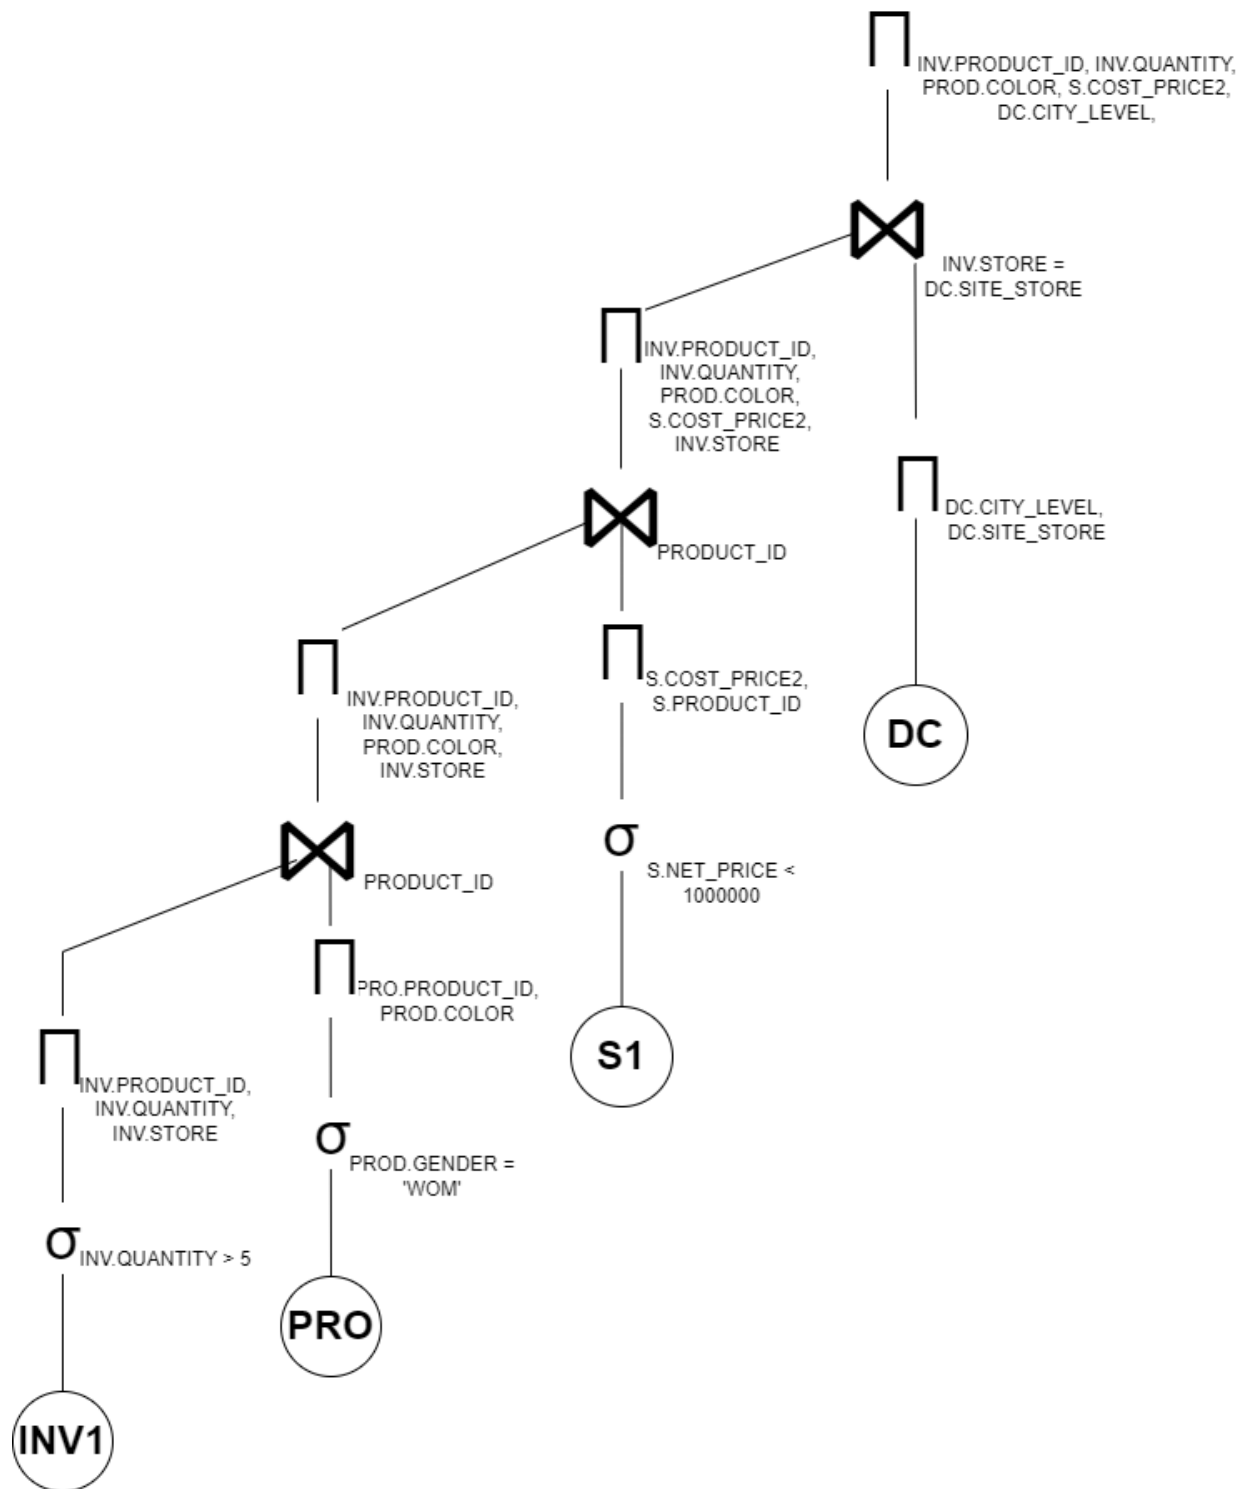 ∏
INV.PRODUCT_ID, INV.QUANTITY,
PROD.COLOR, S.COST_PRICE2,
DC.CITY_LEVEL,
⋈
INV.STORE =
DC.SITE_STORE
∏
INV.PRODUCT_ID,
INV.QUANTITY,
PROD.COLOR,
S.COST_PRICE2,
INV.STORE
∏
DC.CITY_LEVEL,
DC.SITE_STORE
⋈
PRODUCT_ID
∏
INV.PRODUCT_ID,
INV.QUANTITY,
PROD.COLOR,
INV.STORE
∏
S.COST_PRICE2,
S.PRODUCT_ID
DC
σ
S.NET_PRICE <
1000000
⋈
PRODUCT_ID
∏
PRO.PRODUCT_ID,
PROD.COLOR
S1
∏
INV.PRODUCT_ID,
INV.QUANTITY,
INV.STORE
σ
PROD.GENDER =
'WOM'
σ
INV.QUANTITY > 5
PRO
INV1